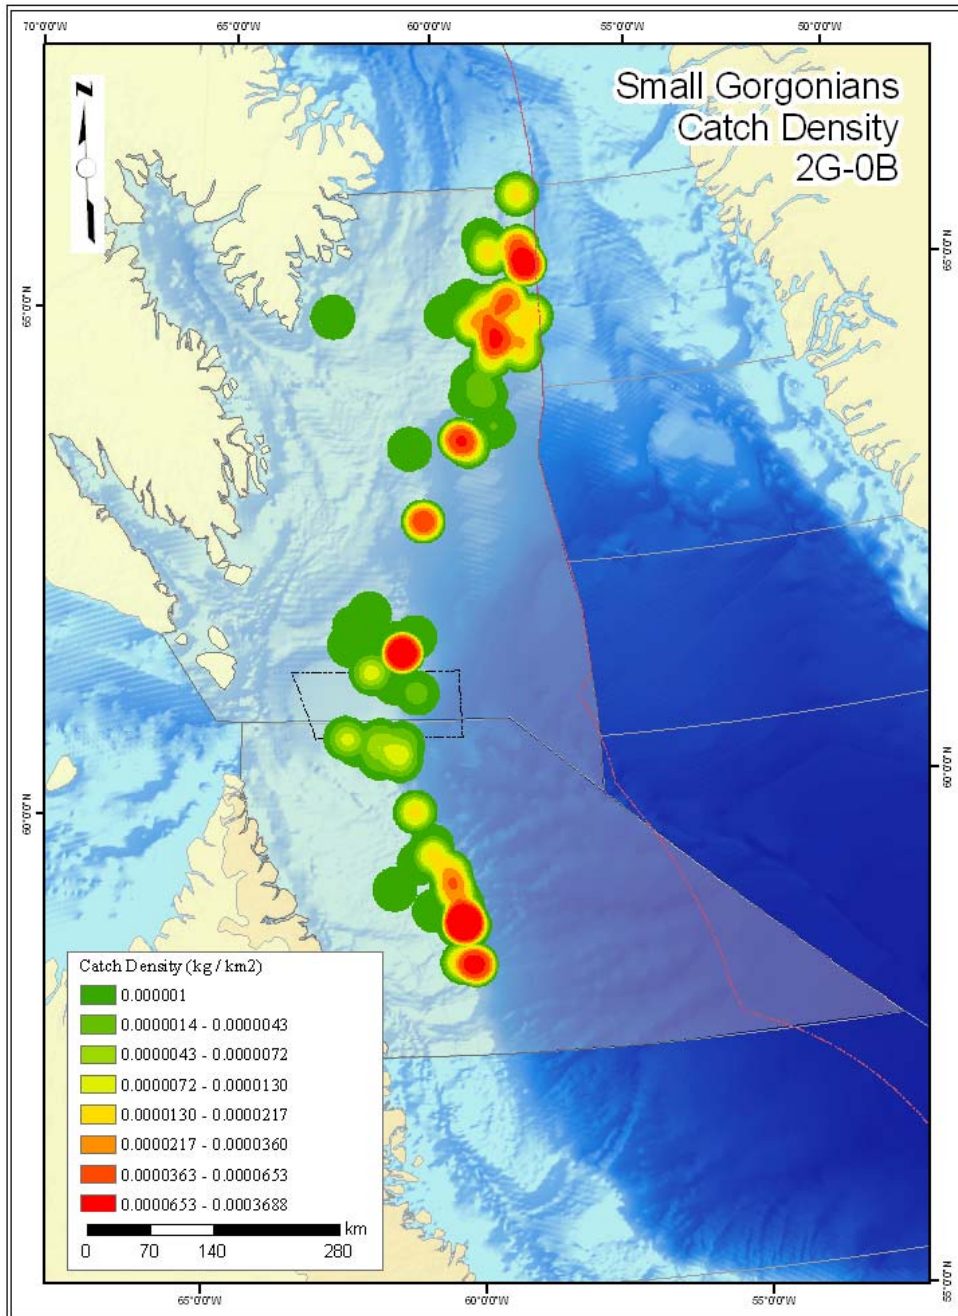 70°0'0"W
65°0'0"W
60°0'0"W
55°0'0"W
50°0'0"W
Small Gorgonians
Catch Density
2G-0B
N
65°0'0"N
65°0'0"N
60°0'0"N
60°0'0"N
Catch Density (kg / km2)
0.000001
0.0000014 - 0.0000043
0.0000043 - 0.0000072
0.0000072 - 0.0000130
0.0000130 - 0.0000217
0.0000217 - 0.0000360
0.0000363 - 0.0000653
0.0000653 - 0.0003688
km
0 70 140 280
55°0'0"N
65°0'0"W
60°0'0"W
55°0'0"W